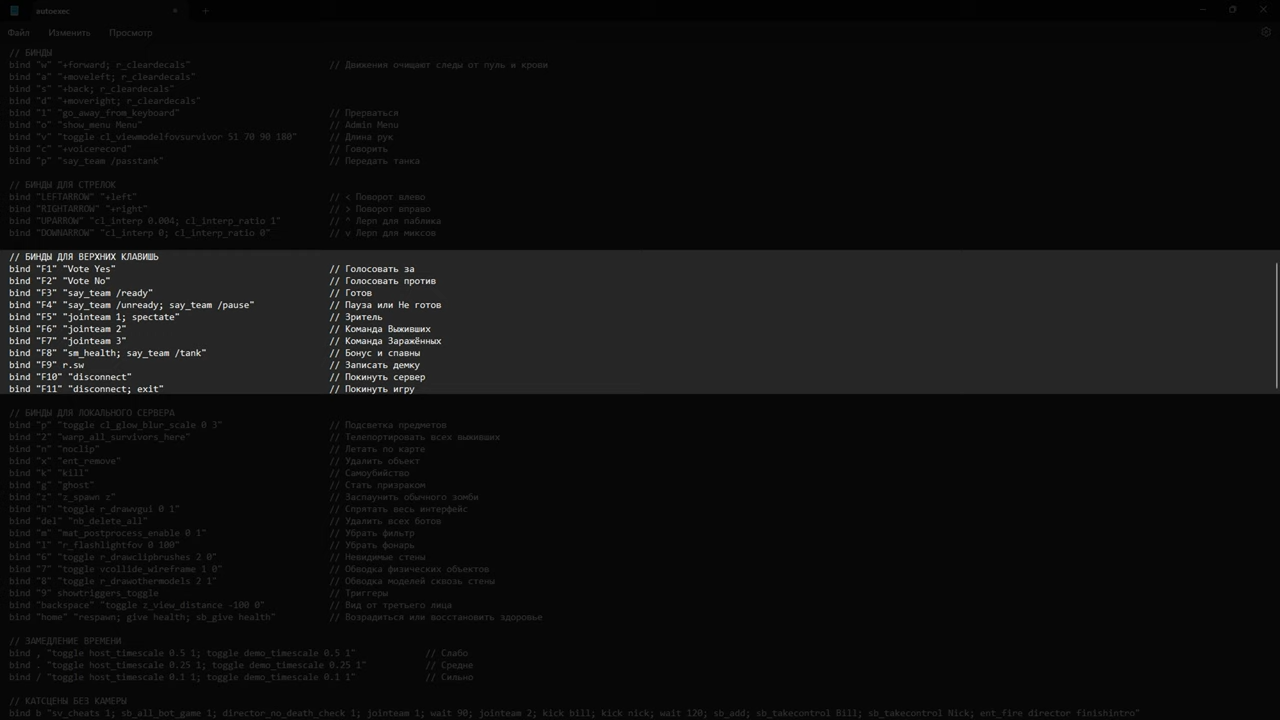 autoexec
Файл Изменить Просмотр
// БИНДЫ
bind "w" "+forward; r_cleardecals" // Движения очищают следы от пуль и крови
bind "a" "+moveleft; r_cleardecals"
bind "s" "+back; r_cleardecals"
bind "d" "+moveright; r_cleardecals"
bind "1" "go_away_from_keyboard" // Прерваться
bind "o" "show_menu Menu" // Admin Menu
bind "v" "toggle cl_viewmodelfovsurvivor 51 70 90 180" // Длина рук
bind "c" "+voicerecord" // Говорить
bind "p" "say_team /passtank" // Передать танка
// БИНДЫ ДЛЯ СТРЕЛОК
bind "LEFTARROW" "+left" // < Поворот влево
bind "RIGHTARROW" "+right" // > Поворот вправо
bind "UPARROW" "cl_interp 0.004; cl_interp_ratio 1" // ^ Лерп для паблика
bind "DOWNARROW" "cl_interp 0; cl_interp_ratio 0" // v Лерп для миксов
// БИНДЫ ДЛЯ ВЕРХНИХ КЛАВИШЬ
bind "F1" "Vote Yes" // Голосовать за
bind "F2" "Vote No" // Голосовать против
bind "F3" "say_team /ready" // Готов
bind "F4" "say_team /unready; say_team /pause" // Пауза или Не готов
bind "F5" "jointeam 1; spectate" // Зритель
bind "F6" "jointeam 2" // Команда Выживших
bind "F7" "jointeam 3" // Команда Заражённых
bind "F8" "sm_health; say_team /tank" // Бонус и спавны
bind "F9" r.sw // Записать демку
bind "F10" "disconnect" // Покинуть сервер
bind "F11" "disconnect; exit" // Покинуть игру
// БИНДЫ ДЛЯ ЛОКАЛЬНОГО СЕРВЕРА
bind "p" "toggle cl_glow_blur_scale 0 3" // Подсветка предметов
bind "2" "warp_all_survivors_here" // Телепортировать всех выживших
bind "n" "noclip" // Летать по карте
bind "x" "ent_remove" // Удалить объект
bind "k" "kill" // Самоубийство
bind "g" "ghost" // Стать призраком
bind "z" "z_spawn z" // Заспаунить обычного зомби
bind "h" "toggle r_drawvgui 0 1" // Спрятать весь интерфейс
bind "del" "nb_delete_all" // Удалить всех ботов
bind "m" "mat_postprocess_enable 0 1" // Убрать фильтр
bind "l" "r_flashlightfov 0 100" // Убрать фонарь
bind "6" "toggle r_drawclipbrushes 2 0" // Невидимые стены
bind "7" "toggle vcollide_wireframe 1 0" // Обводка физических объектов
bind "8" "toggle r_drawothermodels 2 1" // Обводка моделей сквозь стены
bind "9" showtriggers_toggle // Триггеры
bind "backspace" "toggle z_view_distance -100 0" // Вид от третьего лица
bind "home" "respawn; give health; sb_give health" // Возрадиться или восстановить здоровье
// ЗАМЕДЛЕНИЕ ВРЕМЕНИ
bind , "toggle host_timescale 0.5 1; toggle demo_timescale 0.5 1" // Слабо
bind . "toggle host_timescale 0.25 1; toggle demo_timescale 0.25 1" // Средне
bind / "toggle host_timescale 0.1 1; toggle demo_timescale 0.1 1" // Сильно
// КАТСЦЕНЫ БЕЗ КАМЕРЫ
bind b "sv_cheats 1; sb_all_bot_game 1; director_no_death_check 1; jointeam 1; wait 90; jointeam 2; kick bill; kick nick; wait 120; sb_add; sb_takecontrol Bill; sb_takecontrol Nick; ent_fire director finishintro"